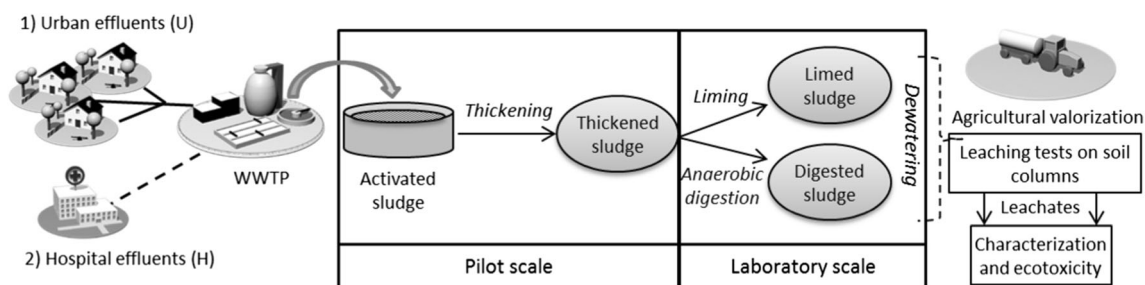 1) Urban effluents (U)
WWTP
2) Hospital effluents (H)
Activated
sludge
Thickening
Thickened
sludge
Pilot scale
Liming
Limed
sludge
Anaerobic
digestion
Digested
sludge
Dewatering
Laboratory scale
Agricultural valorization
Leaching tests on soil
columns
Leachates
Characterization
and ecotoxicity